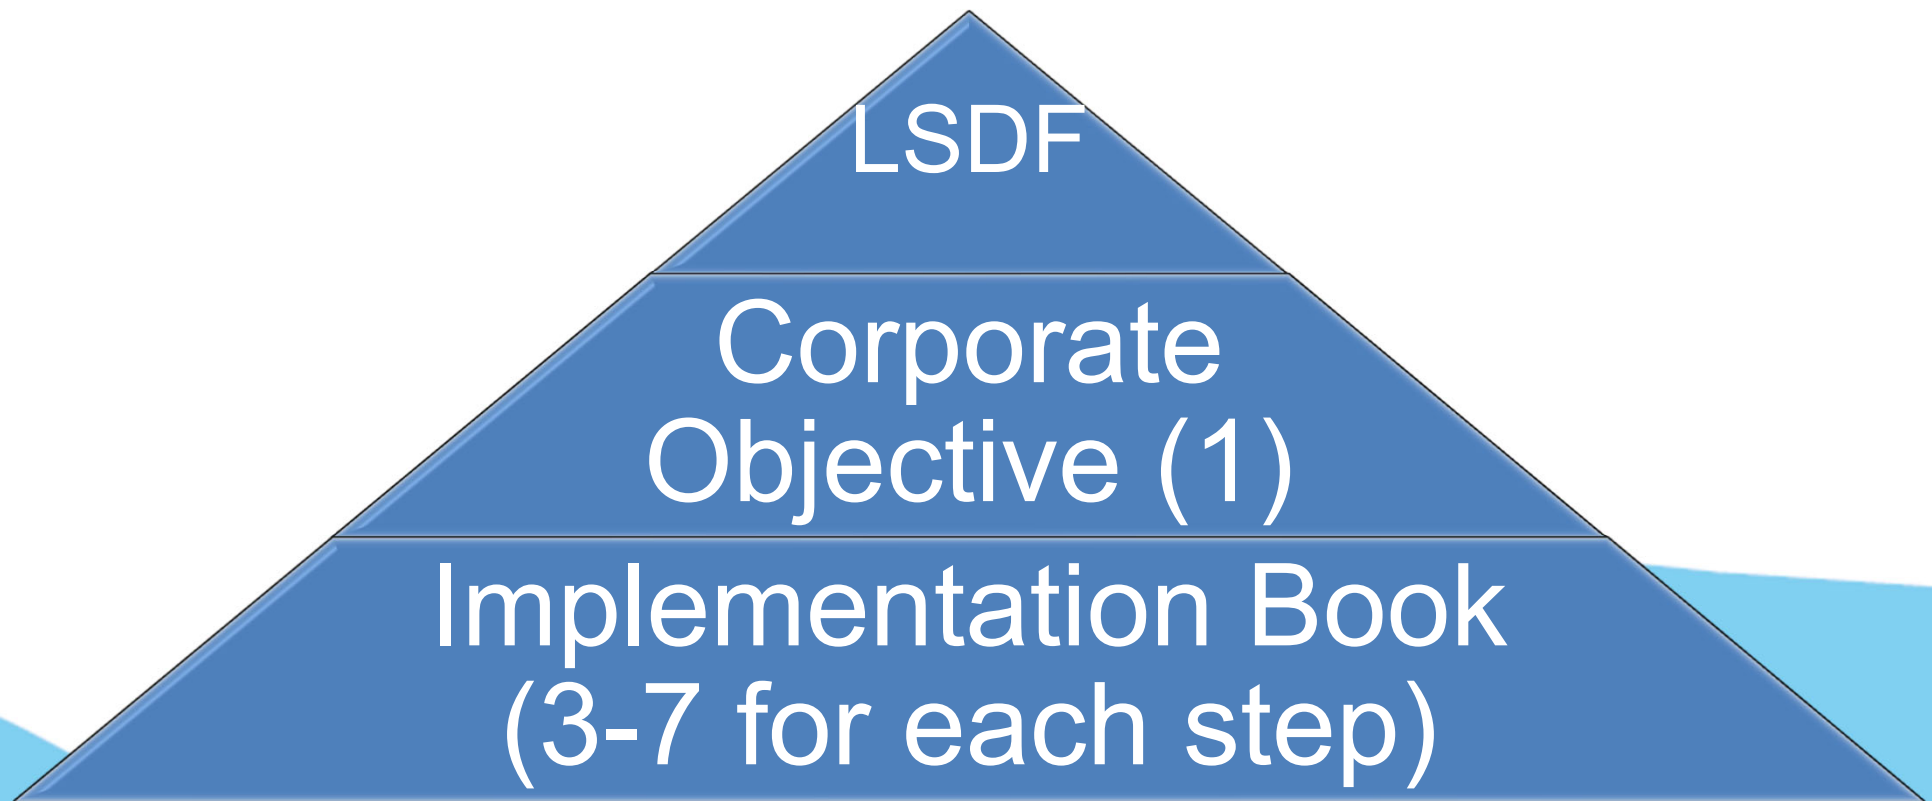 LSDF
Corporate
Objective (1)
Implementation Book
(3-7 for each step)